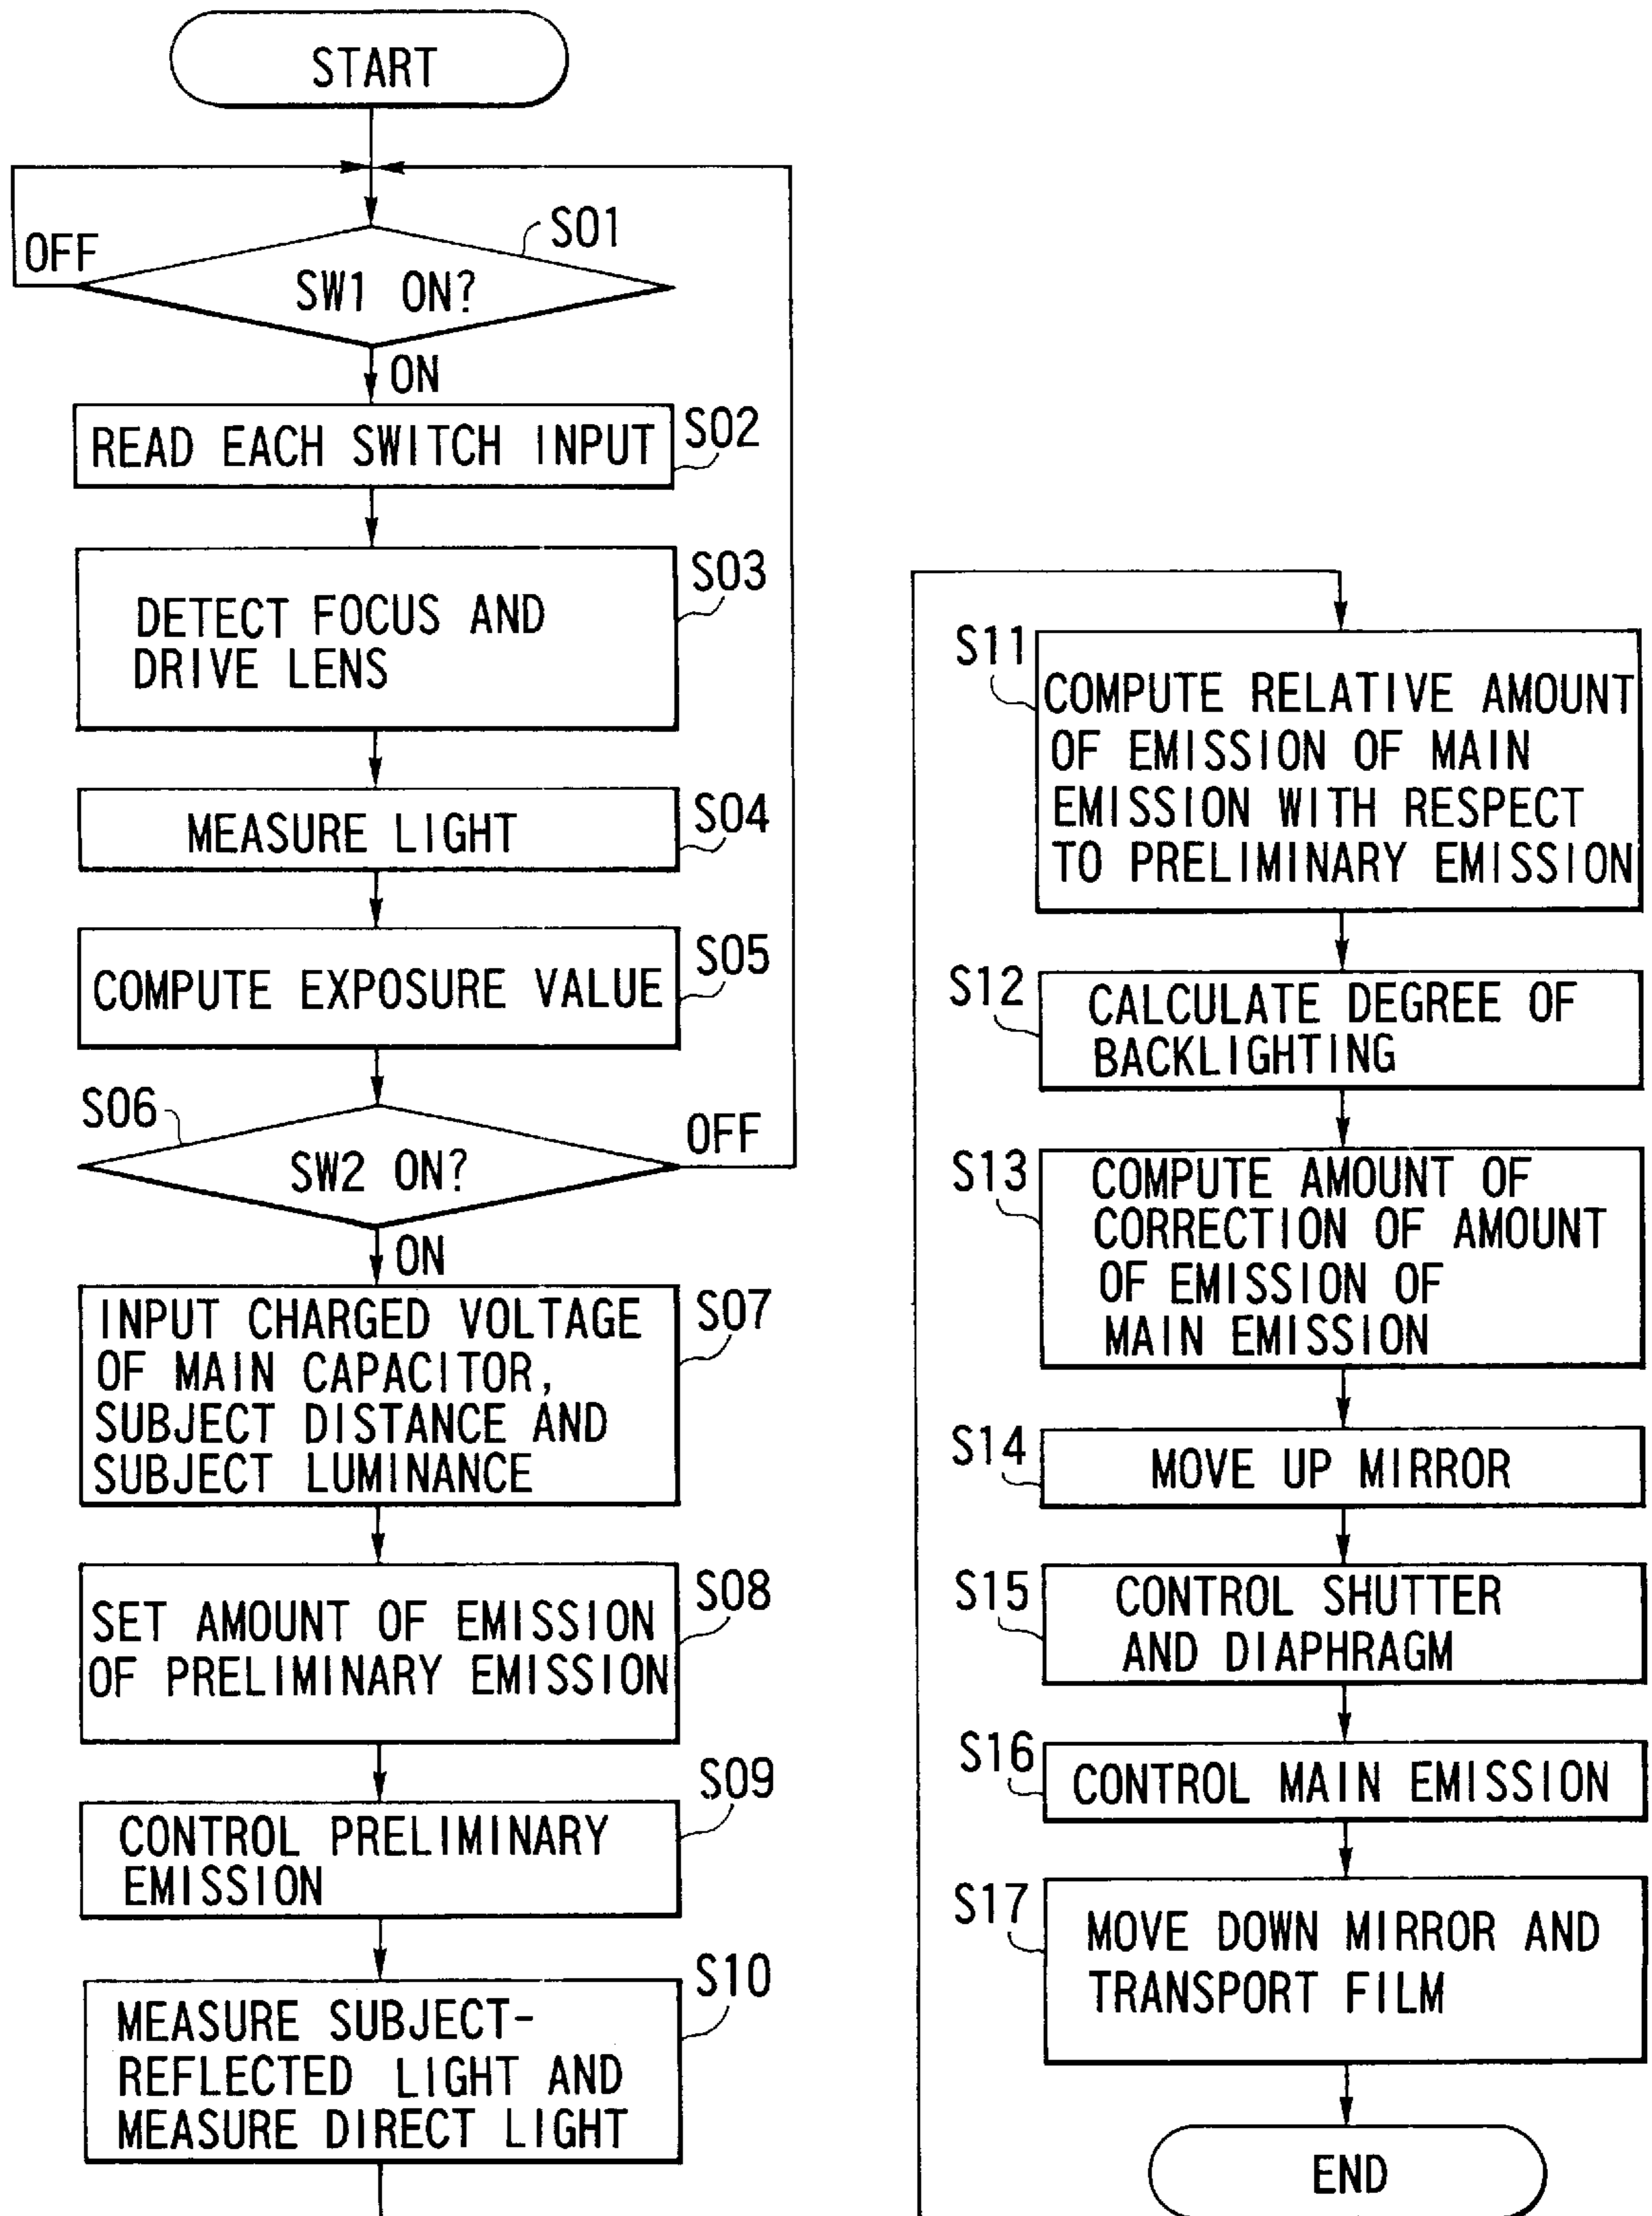 START
S01
OFF
SW1 ON?
ON
READ EACH SWITCH INPUT
S02
S03
DETECT FOCUS AND
DRIVE LENS
S04
MEASURE LIGHT
S05
COMPUTE EXPOSURE VALUE
S06
OFF
SW2 ON?
ON
S07
INPUT CHARGED VOLTAGE
OF MAIN CAPACITOR,
SUBJECT DISTANCE AND
SUBJECT LUMINANCE
S08
SET AMOUNT OF EMISSION
OF PRELIMINARY EMISSION
S09
CONTROL PRELIMINARY
EMISSION
S10
MEASURE SUBJECT-
REFLECTED LIGHT AND
MEASURE DIRECT LIGHT
S11
COMPUTE RELATIVE AMOUNT
OF EMISSION OF MAIN
EMISSION WITH RESPECT
TO PRELIMINARY EMISSION
S12
CALCULATE DEGREE OF
BACKLIGHTING
S13
COMPUTE AMOUNT OF
CORRECTION OF AMOUNT
OF EMISSION OF
MAIN EMISSION
S14
MOVE UP MIRROR
S15
CONTROL SHUTTER
AND DIAPHRAGM
S16
CONTROL MAIN EMISSION
S17
MOVE DOWN MIRROR AND
TRANSPORT FILM
END